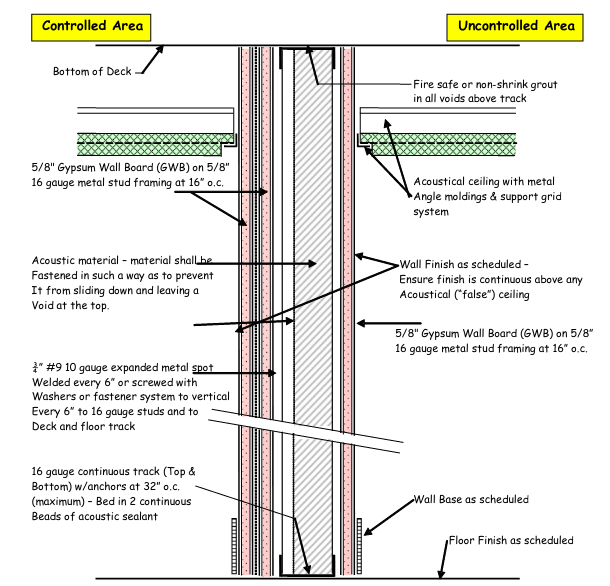 Controlled Area
Uncontrolled Area
Bottom of Deck
Fire safe or non-shrink grout
in all voids above track
5/8" Gypsum Wall Board (GWB) on 5/8"
16 gauge metal stud framing at 16" o.c.
Acoustical ceiling with metal
Angle moldings & support grid
system
Acoustic material – material shall be
Fastened in such a way as to prevent
It from sliding down and leaving a
Void at the top.
Wall Finish as scheduled –
Ensure finish is continuous above any
Acoustical ("false") ceiling
5/8" Gypsum Wall Board (GWB) on 5/8"
16 gauge metal stud framing at 16" o.c.
¾" #9 10 gauge expanded metal spot
Welded every 6" or screwed with
Washers or fastener system to vertical
Every 6" to 16 gauge studs and to
Deck and floor track
16 gauge continuous track (Top &
Bottom) w/anchors at 32" o.c.
(maximum) – Bed in 2 continuous
Beads of acoustic sealant
Wall Base as scheduled
Floor Finish as scheduled